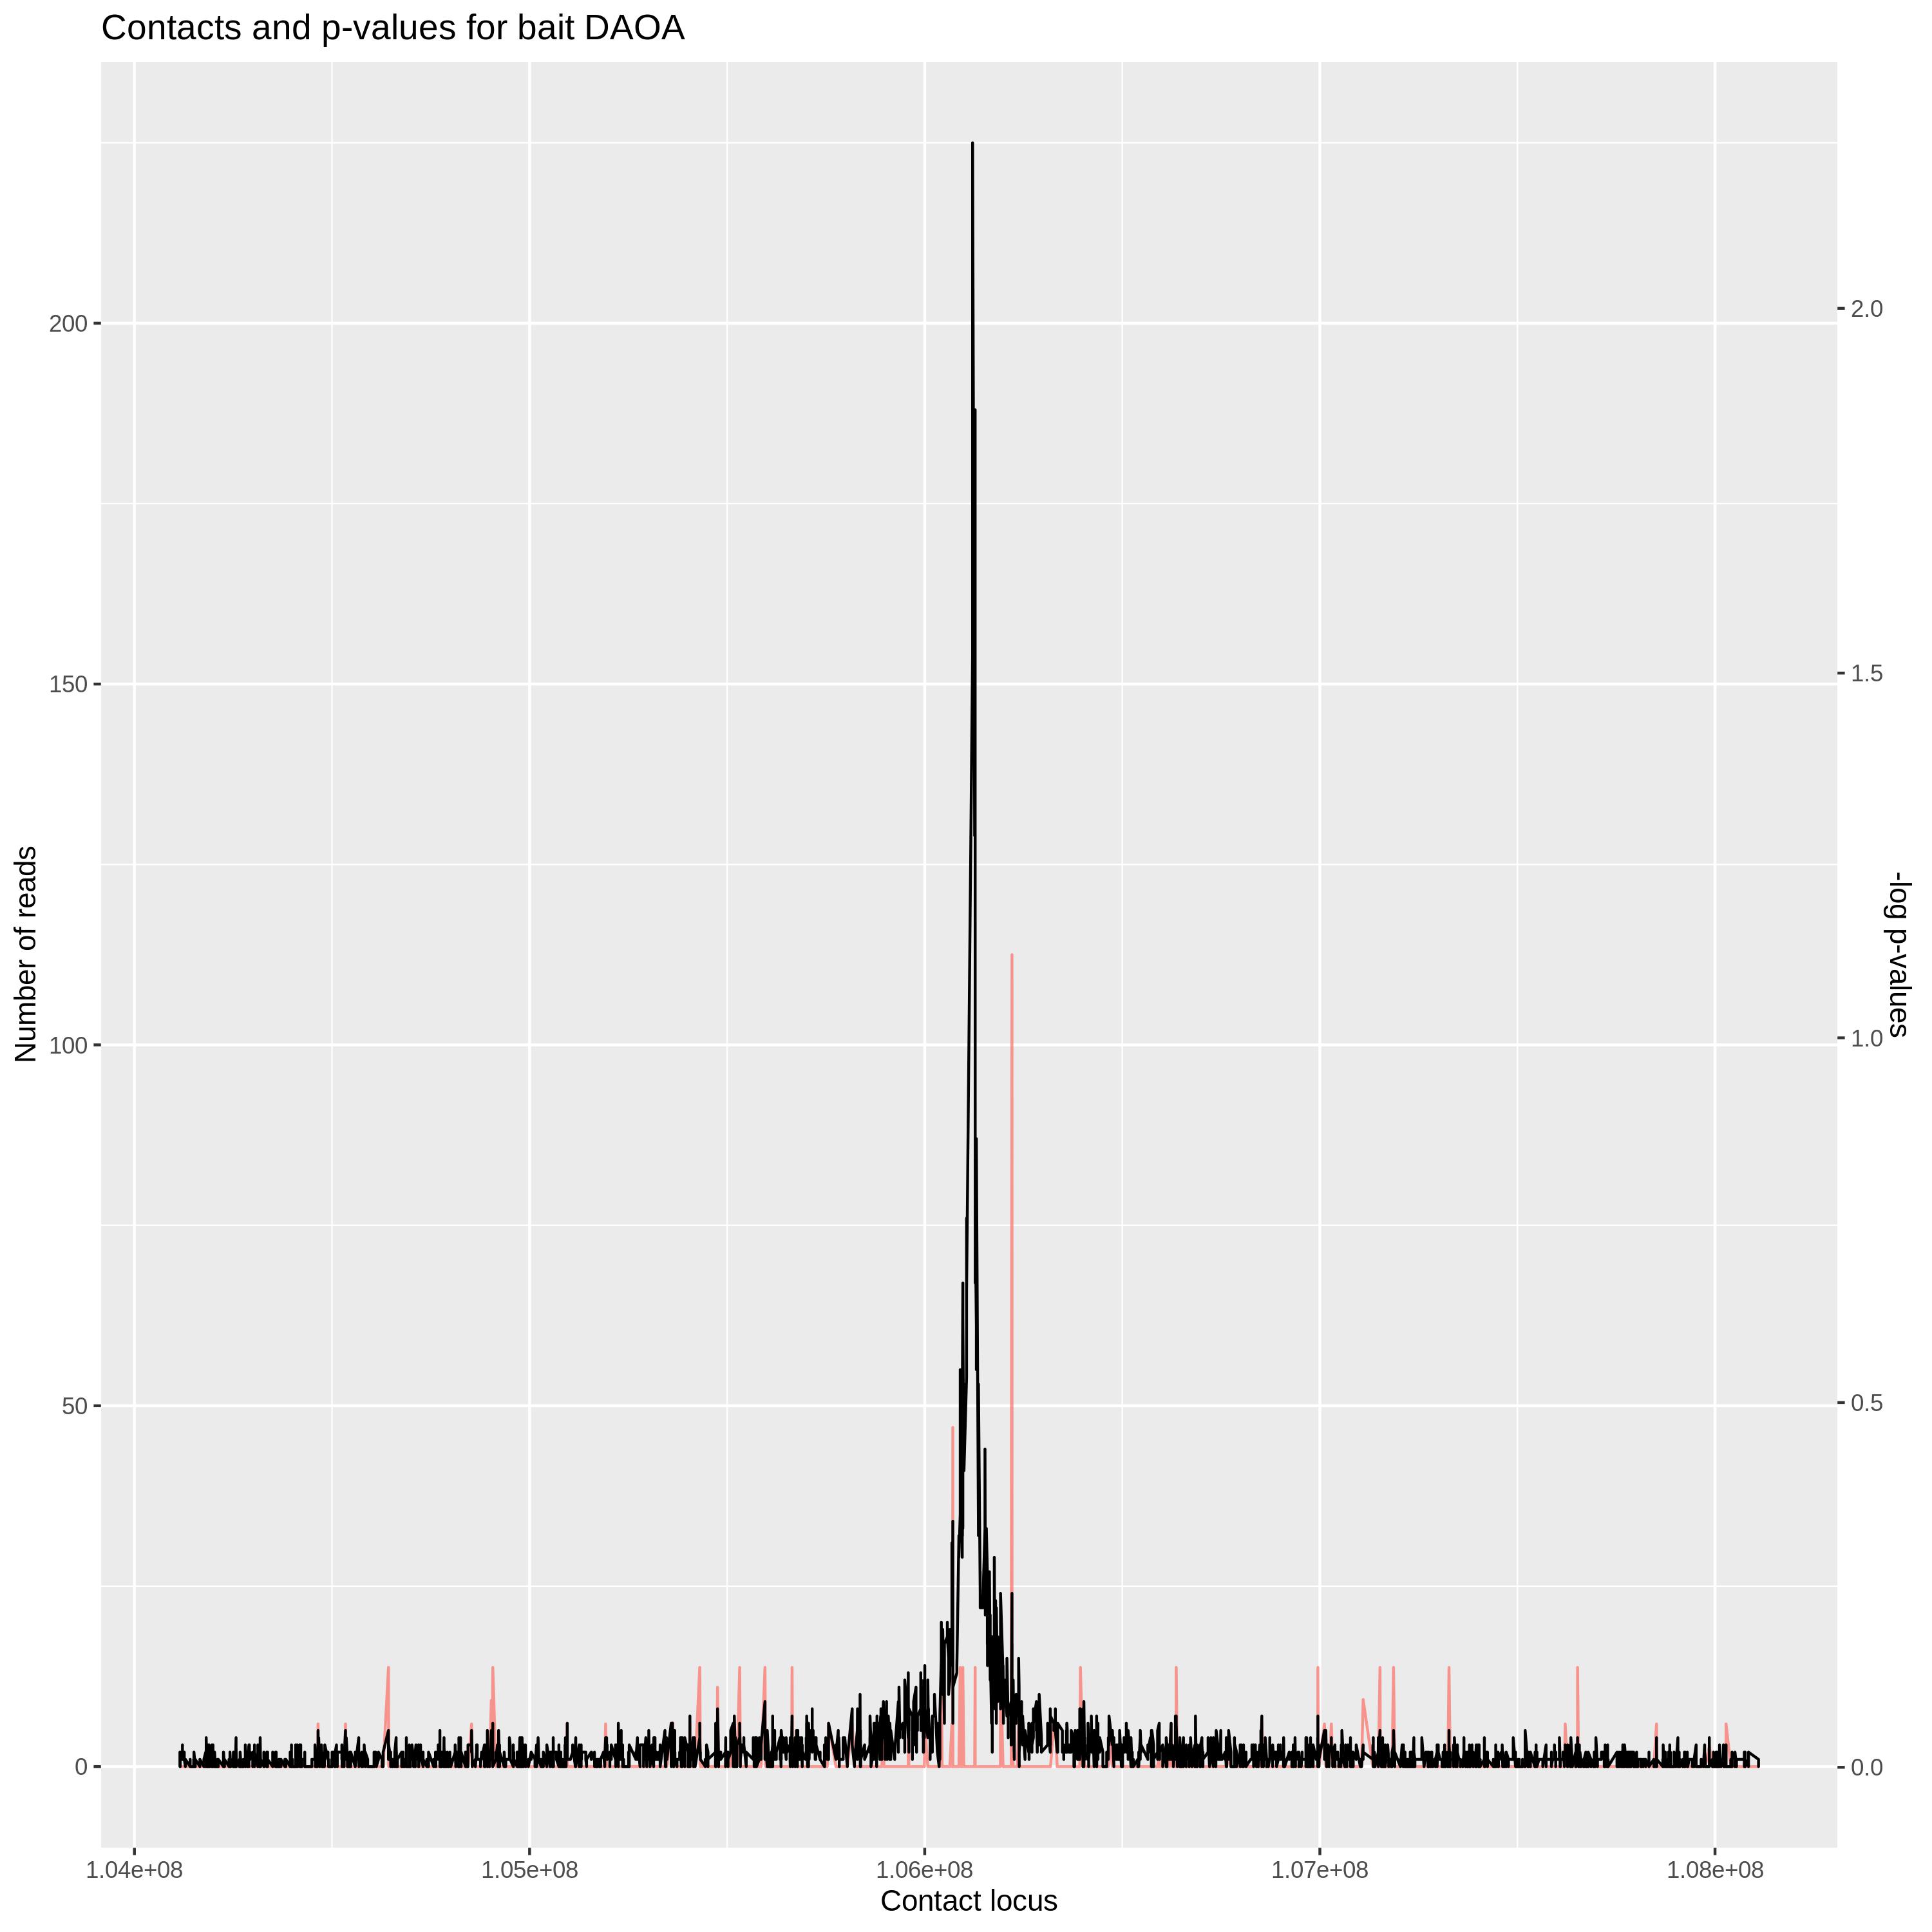 Contacts and p-values for bait DAOA
Number of reads
200
150
100
50
0
2.0
1.5
1.0
0.5
0.0
-log p-values
1.04e+08
1.05e+08
1.06e+08
1.07e+08
1.08e+08
Contact locus